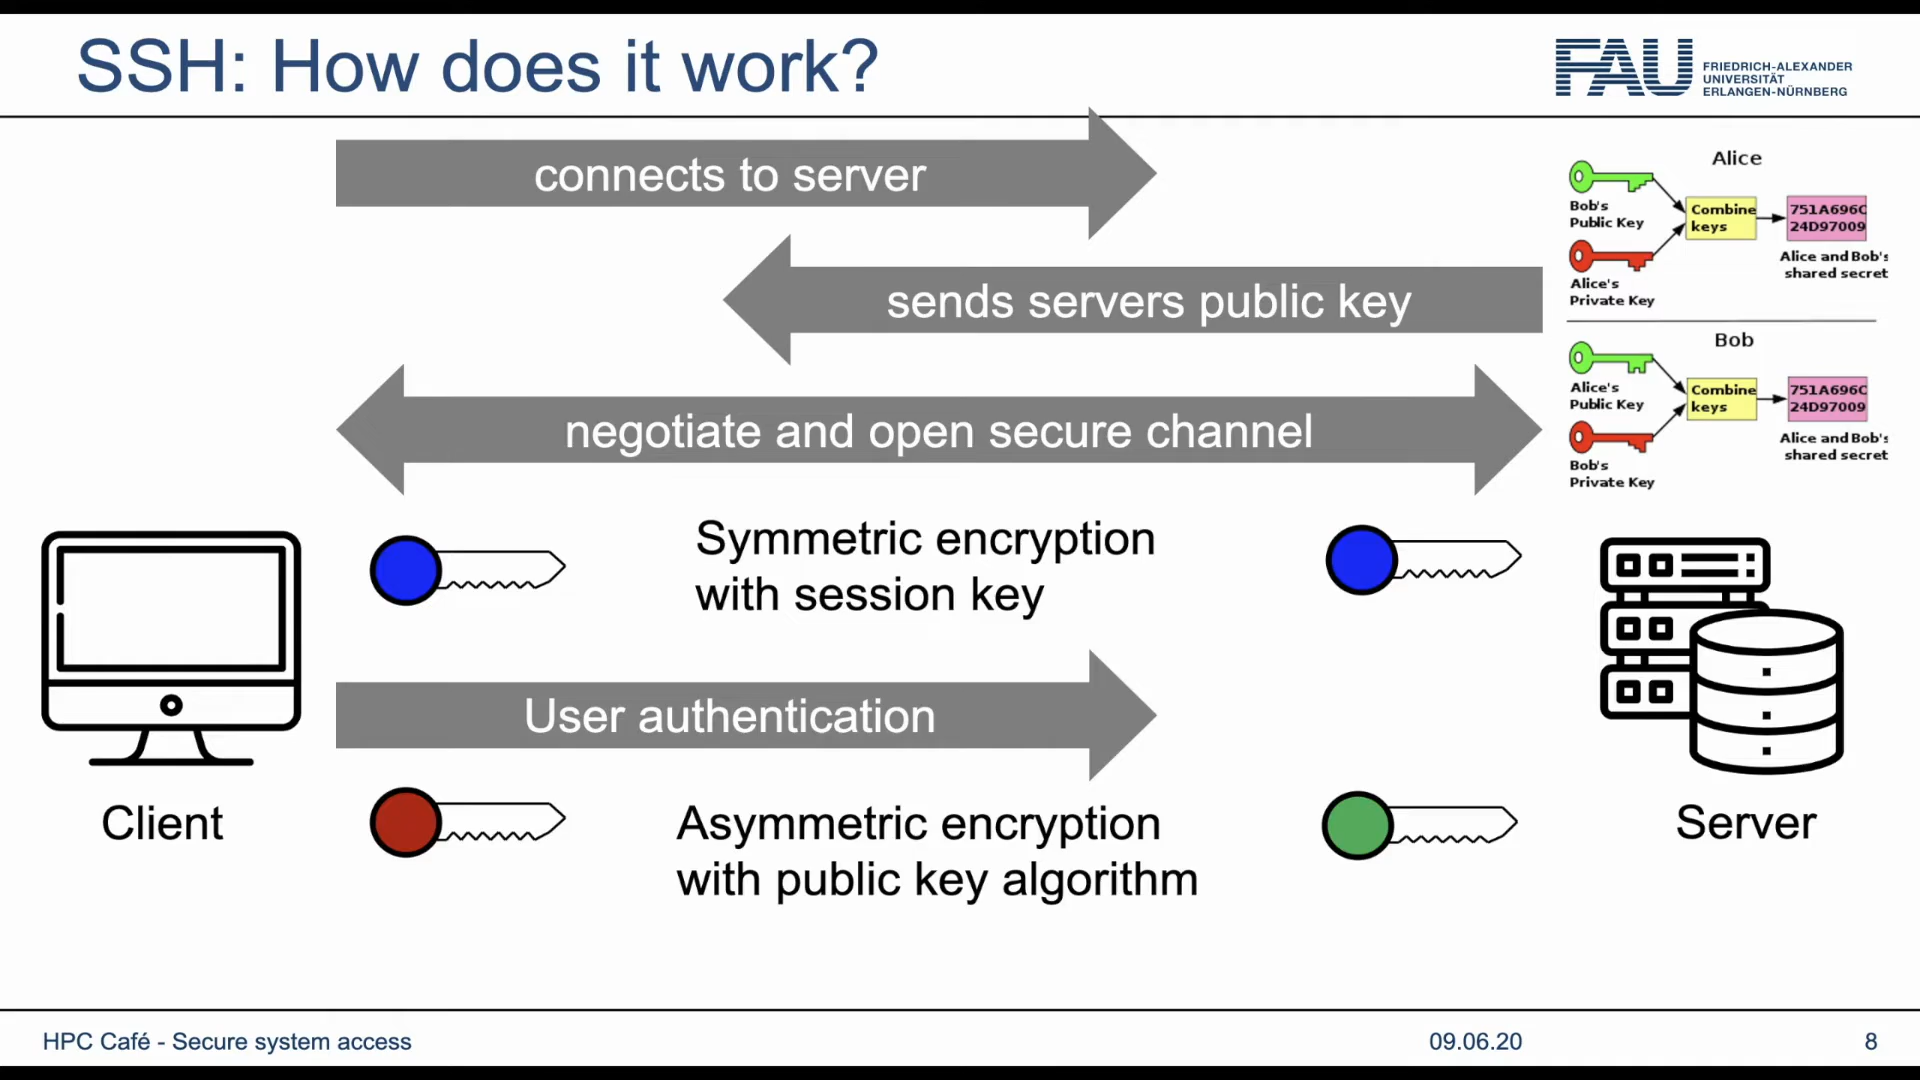 SSH: How does it work?
FAU
FRIEDRICH-ALEXANDER
UNIVERSITÄT
ERLANGEN-NÜRNBERG
connects to server
sends servers public key
negotiate and open secure channel
Alice
Bob's
Public Key
Combine
keys
751A696C
24D97009
Alice and Bob's
shared secret
Alice's
Private Key
Bob
Alice's
Public Key
Combine
keys
751A696C
24D97009
Alice and Bob's
shared secret
Bob's
Private Key
Symmetric encryption
with session key
User authentication
Client
Asymmetric encryption
with public key algorithm
Server
HPC Café - Secure system access
09.06.20
8